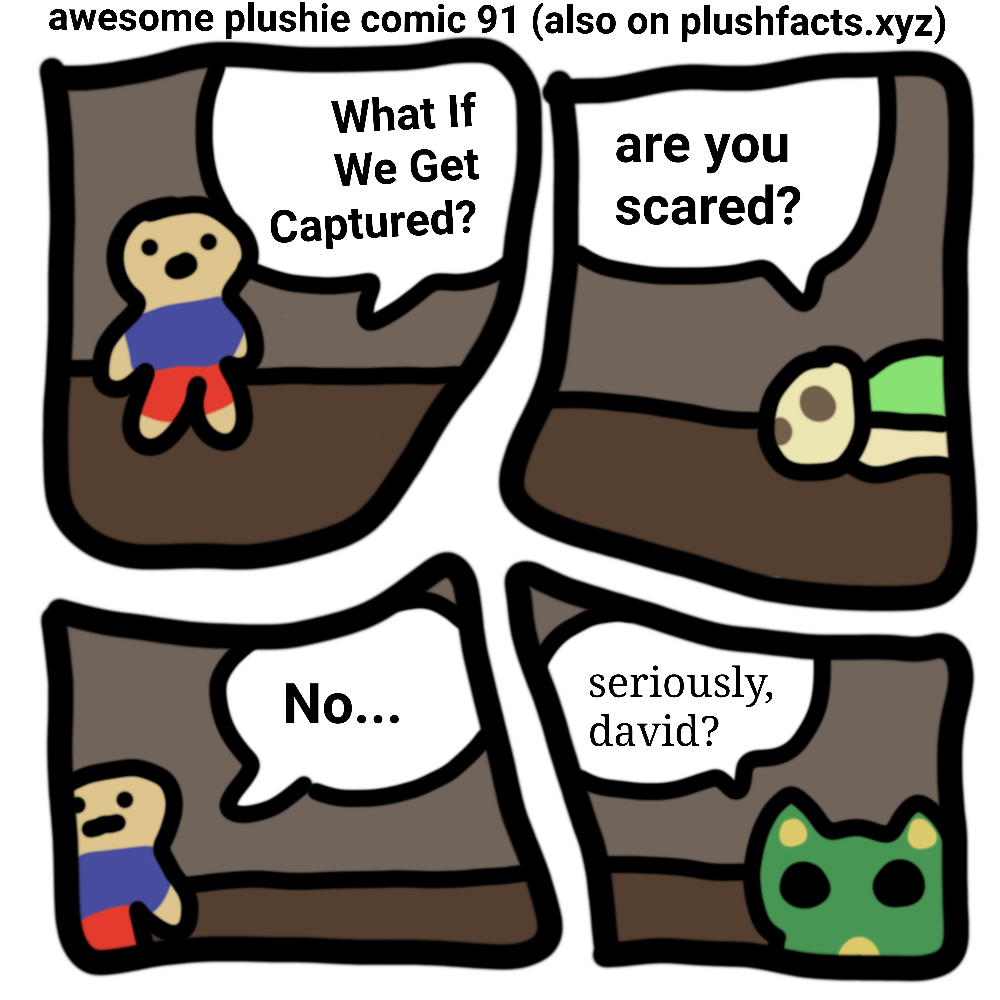 awesome plushie comic 91 (also on plushfacts.xyz)
What If
We Get
Captured?
are you
scared?
No...
seriously,
david?